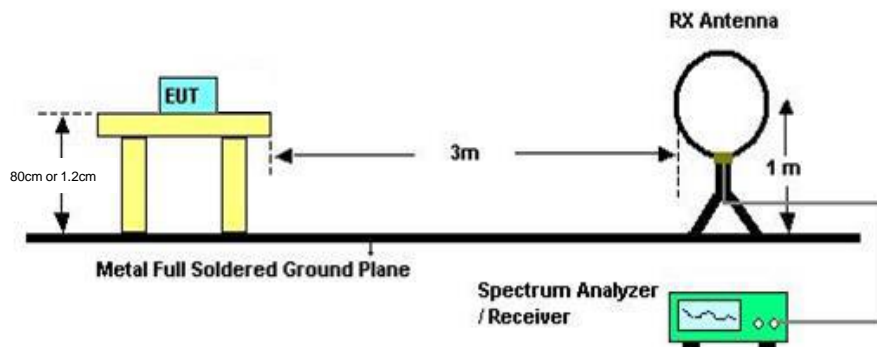 RX Antenna
EUT
80cm or 1.2cm
3m
1 m
Metal Full Soldered Ground Plane
Spectrum Analyzer
/ Receiver